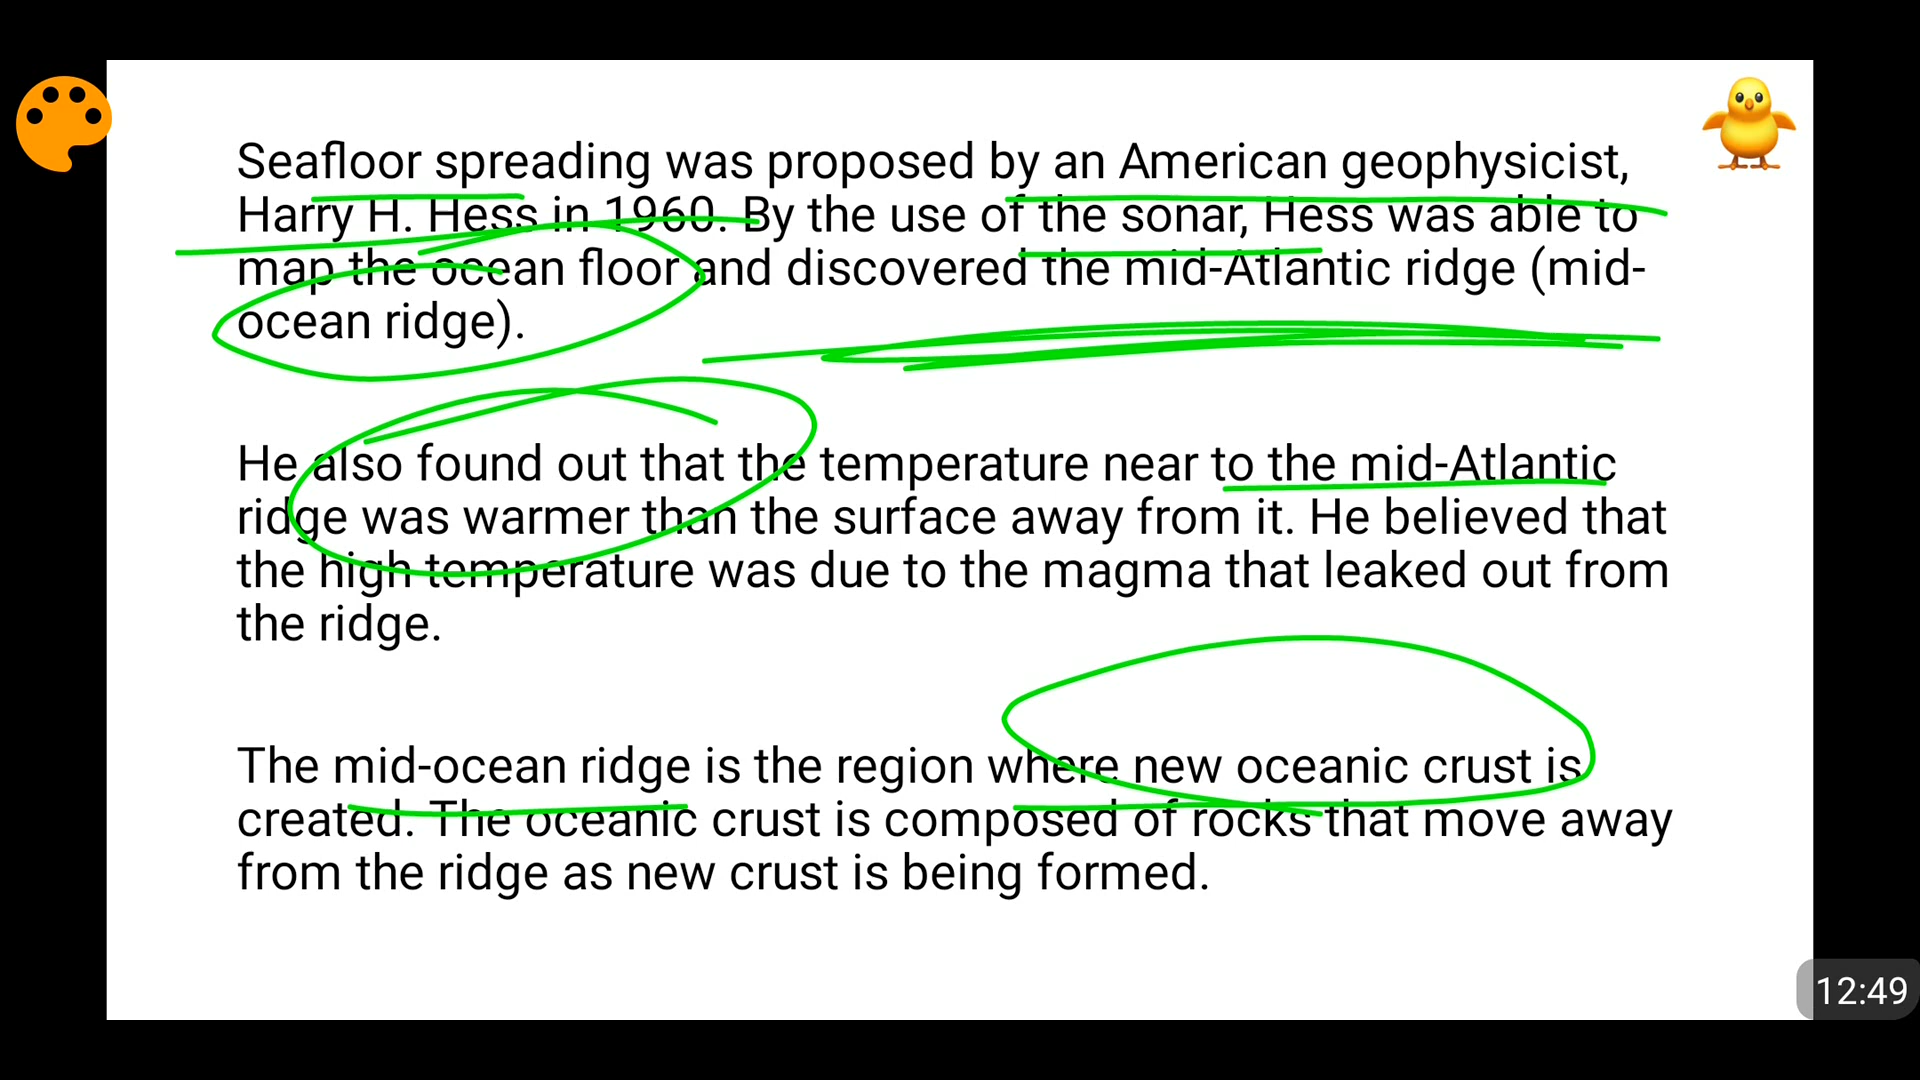 Seafloor spreading was proposed by an American geophysicist,
Harry H. Hess in 1960. By the use of the sonar, Hess was able to
map the ocean floor and discovered the mid-Atlantic ridge (mid-
ocean ridge).
He also found out that the temperature near to the mid-Atlantic
ridge was warmer than the surface away from it. He believed that
the high temperature was due to the magma that leaked out from
the ridge.
The mid-ocean ridge is the region where new oceanic crust is
created. The oceanic crust is composed of rocks that move away
from the ridge as new crust is being formed.
12:49